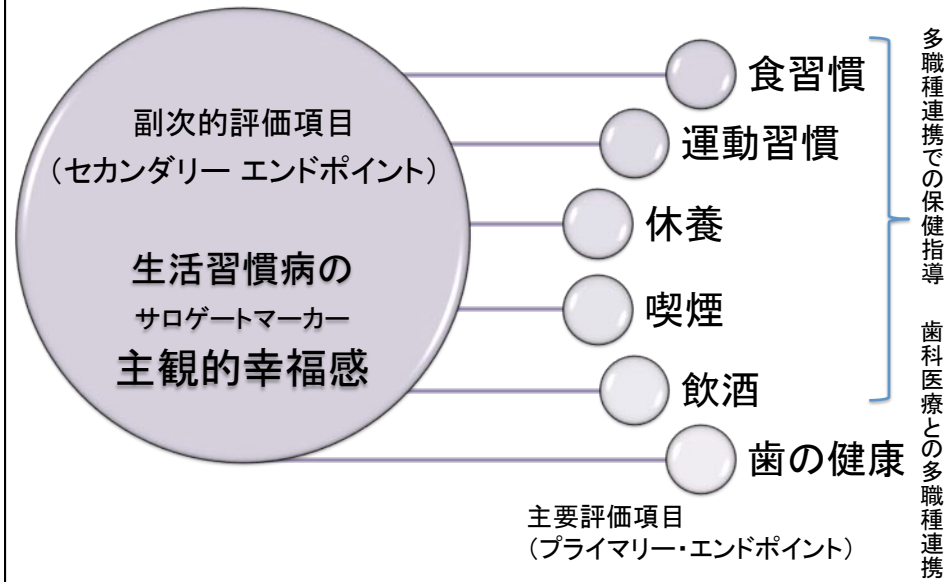 副次的評価項目
（セカンダリー エンドポイント）
生活習慣病の
サロゲートマーカー
主観的幸福感
食習慣
運動習慣
休養
喫煙
飲酒
歯の健康
主要評価項目
（プライマリー・エンドポイント）
多職種連携での保健指導　歯科医療との多職種連携